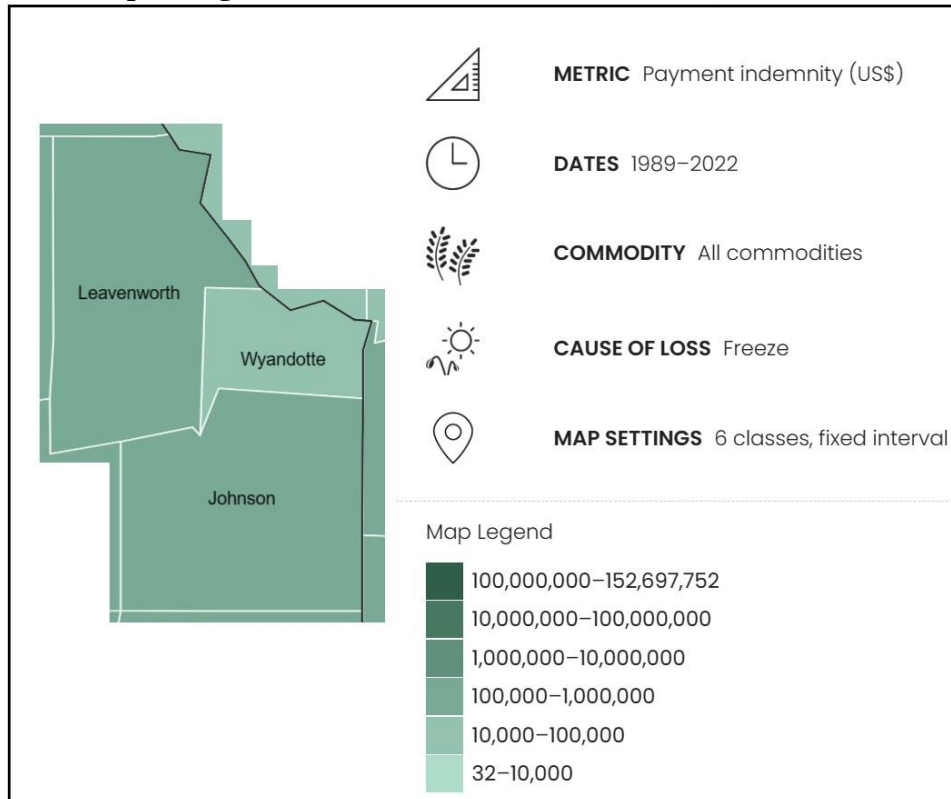 METRIC Payment indemnity (US$)
DATES 1989–2022
COMMODITY All commodities
CAUSE OF LOSS Freeze
MAP SETTINGS 6 classes, fixed interval
Leavenworth
Wyandotte
Johnson
Map Legend
100,000,000–152,697,752
10,000,000–100,000,000
1,000,000–10,000,000
100,000–1,000,000
10,000–100,000
32–10,000